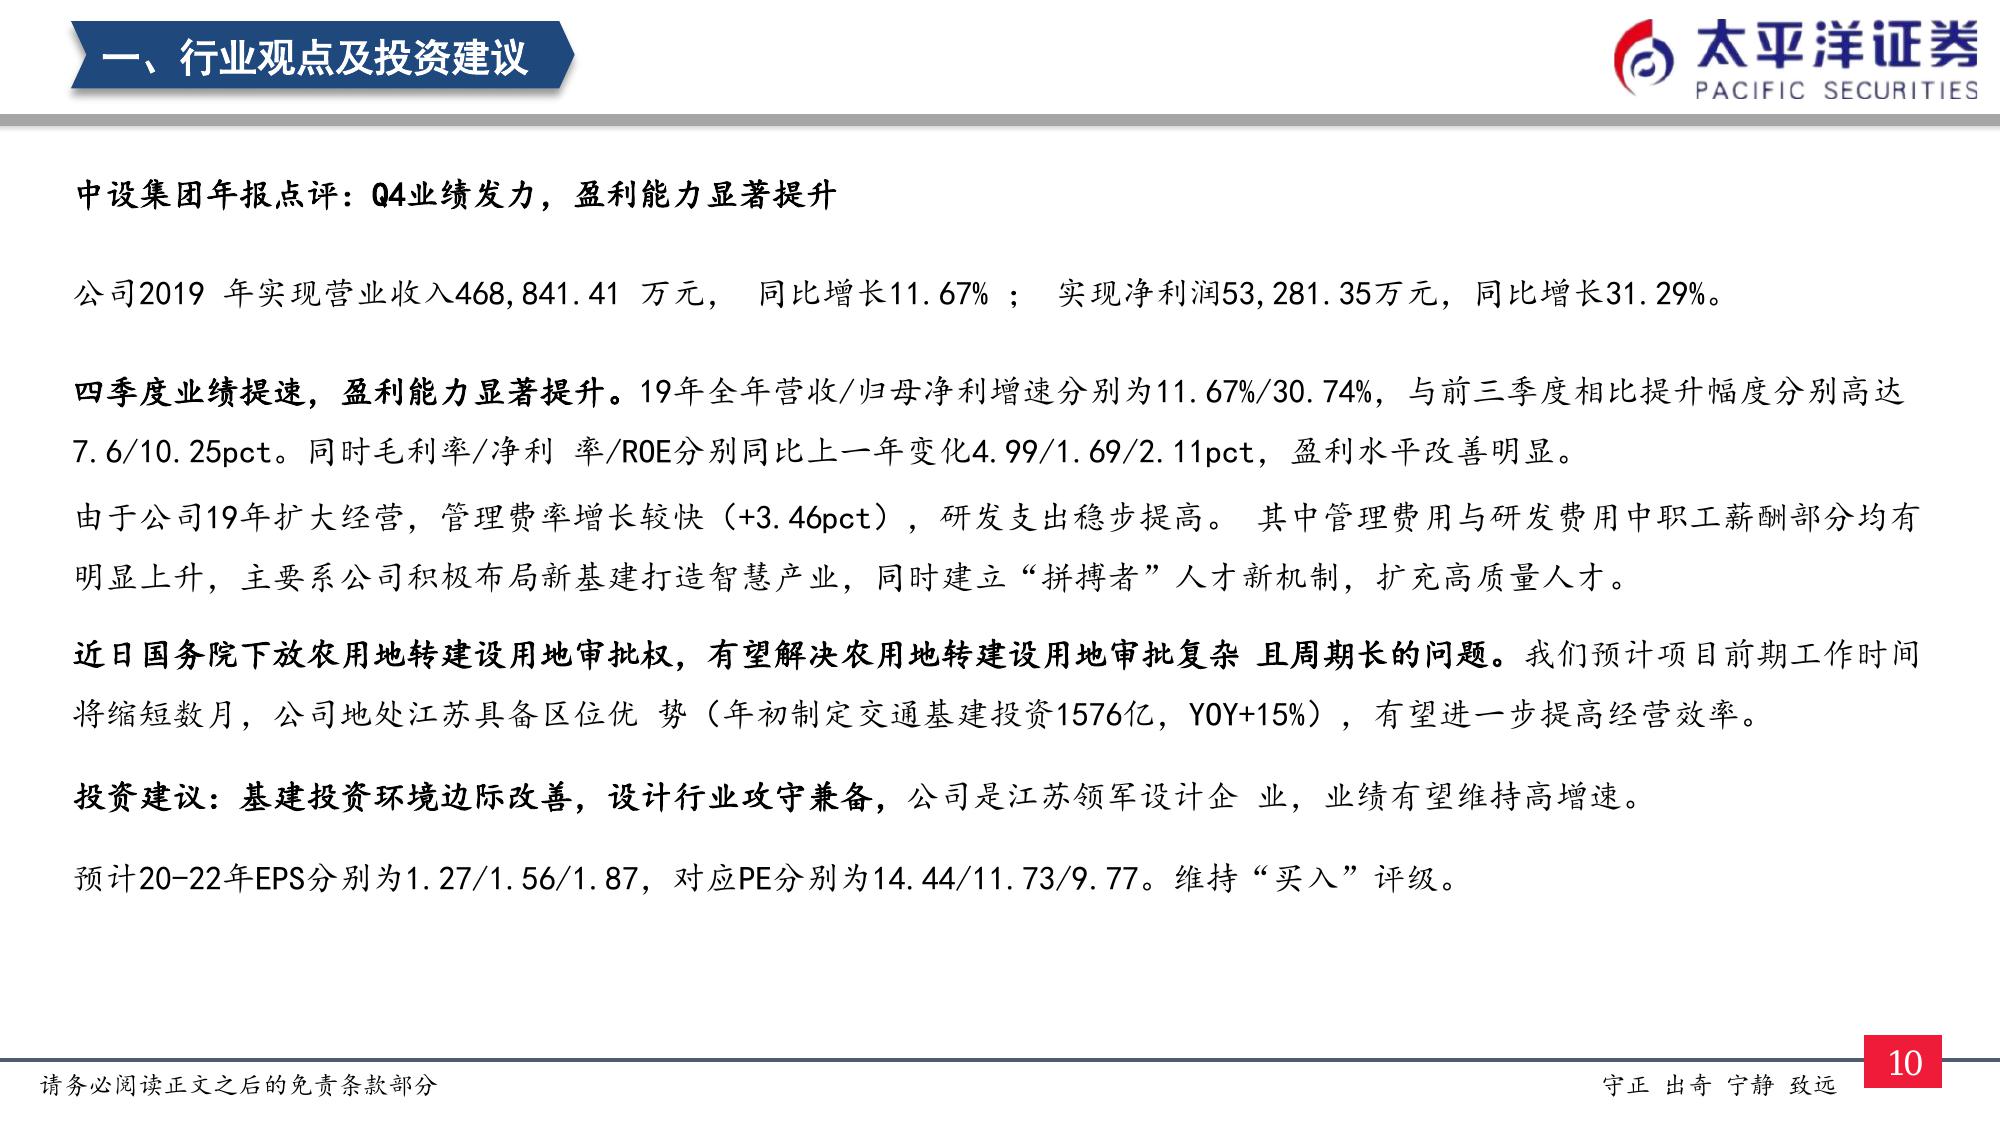 一、行业观点及投资建议
太平洋证券
PACIFIC SECURITIES
中设集团年报点评：Q4业绩发力，盈利能力显著提升
公司2019 年实现营业收入468,841.41 万元， 同比增长11.67% ； 实现净利润53,281.35万元，同比增长31.29%。
四季度业绩提速，盈利能力显著提升。19年全年营收/归母净利增速分别为11.67%/30.74%，与前三季度相比提升幅度分别高达
7.6/10.25pct。同时毛利率/净利 率/ROE分别同比上一年变化4.99/1.69/2.11pct，盈利水平改善明显。
由于公司19年扩大经营，管理费率增长较快（+3.46pct），研发支出稳步提高。 其中管理费用与研发费用中职工薪酬部分均有
明显上升，主要系公司积极布局新基建打造智慧产业，同时建立“拼搏者”人才新机制，扩充高质量人才。
近日国务院下放农用地转建设用地审批权，有望解决农用地转建设用地审批复杂 且周期长的问题。我们预计项目前期工作时间
将缩短数月，公司地处江苏具备区位优 势（年初制定交通基建投资1576亿，YOY+15%），有望进一步提高经营效率。
投资建议：基建投资环境边际改善，设计行业攻守兼备，公司是江苏领军设计企 业，业绩有望维持高增速。
预计20-22年EPS分别为1.27/1.56/1.87，对应PE分别为14.44/11.73/9.77。维持“买入”评级。
请务必阅读正文之后的免责条款部分
守正 出奇 宁静 致远
10